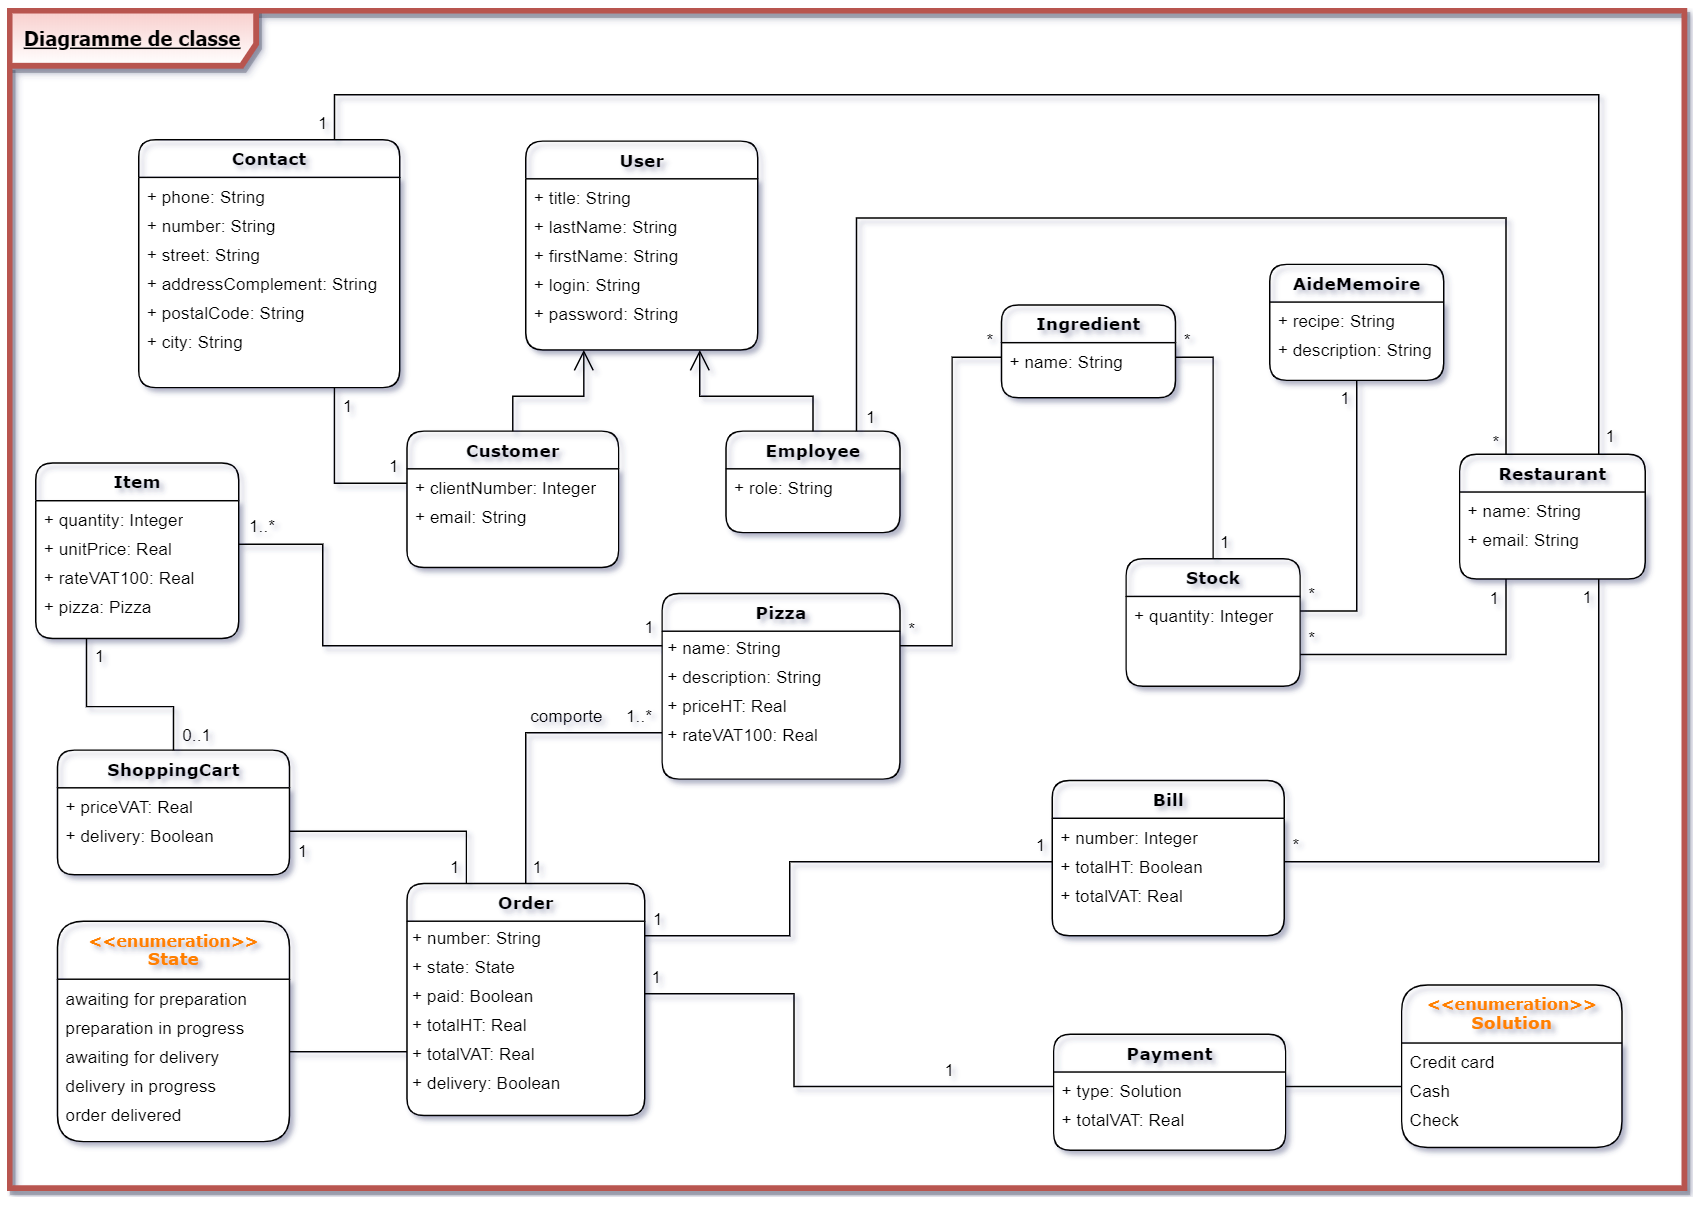 Diagramme de classe
1
Contact
+ phone: String
+ number: String
+ street: String
+ addressComplement: String
+ postalCode: String
+ city: String
1
User
+ title: String
+ lastName: String
+ firstName: String
+ login: String
+ password: String
1
Customer
+ clientNumber: Integer
+ email: String
1
Employee
+ role: String
*
Ingredient
+ name: String
*
AideMemoire
+ recipe: String
+ description: String
1
*
1
Restaurant
+ name: String
+ email: String
1
1
1
Stock
+ quantity: Integer
*
*
Item
+ quantity: Integer
+ unitPrice: Real
+ rateVAT100: Real
+ pizza: Pizza
1..*
1
1
Pizza
+ name: String
+ description: String
+ priceHT: Real
+ rateVAT100: Real
*
comporte
1..*
0..1
ShoppingCart
+ priceVAT: Real
+ delivery: Boolean
1
1
1
Order
+ number: String
+ state: State
+ paid: Boolean
+ totalHT: Real
+ totalVAT: Real
+ delivery: Boolean
1
1
1
Bill
+ number: Integer
+ totalHT: Boolean
+ totalVAT: Real
*
<<enumeration>>
State
awaiting for preparation
preparation in progress
awaiting for delivery
delivery in progress
order delivered
1
Payment
+ type: Solution
+ totalVAT: Real
<<enumeration>>
Solution
Credit card
Cash
Check